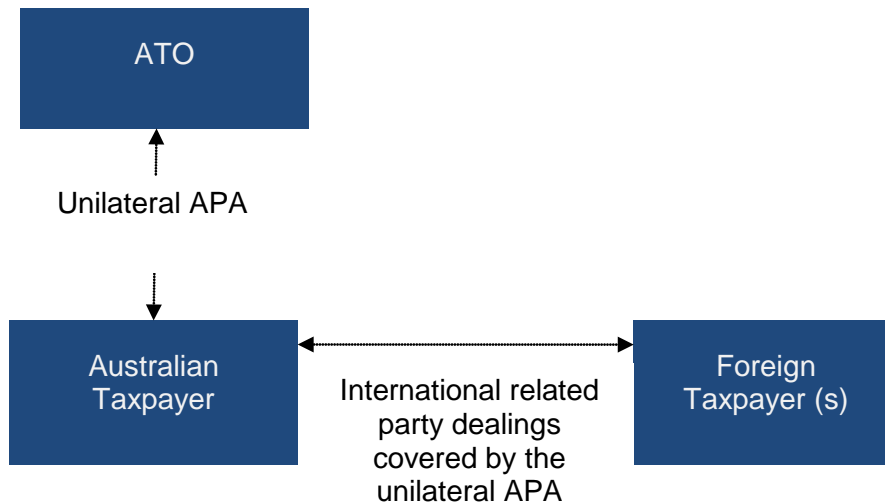 ATO
Unilateral APA
Australian
Taxpayer
International related
party dealings
covered by the
unilateral APA
Foreign
Taxpayer (s)